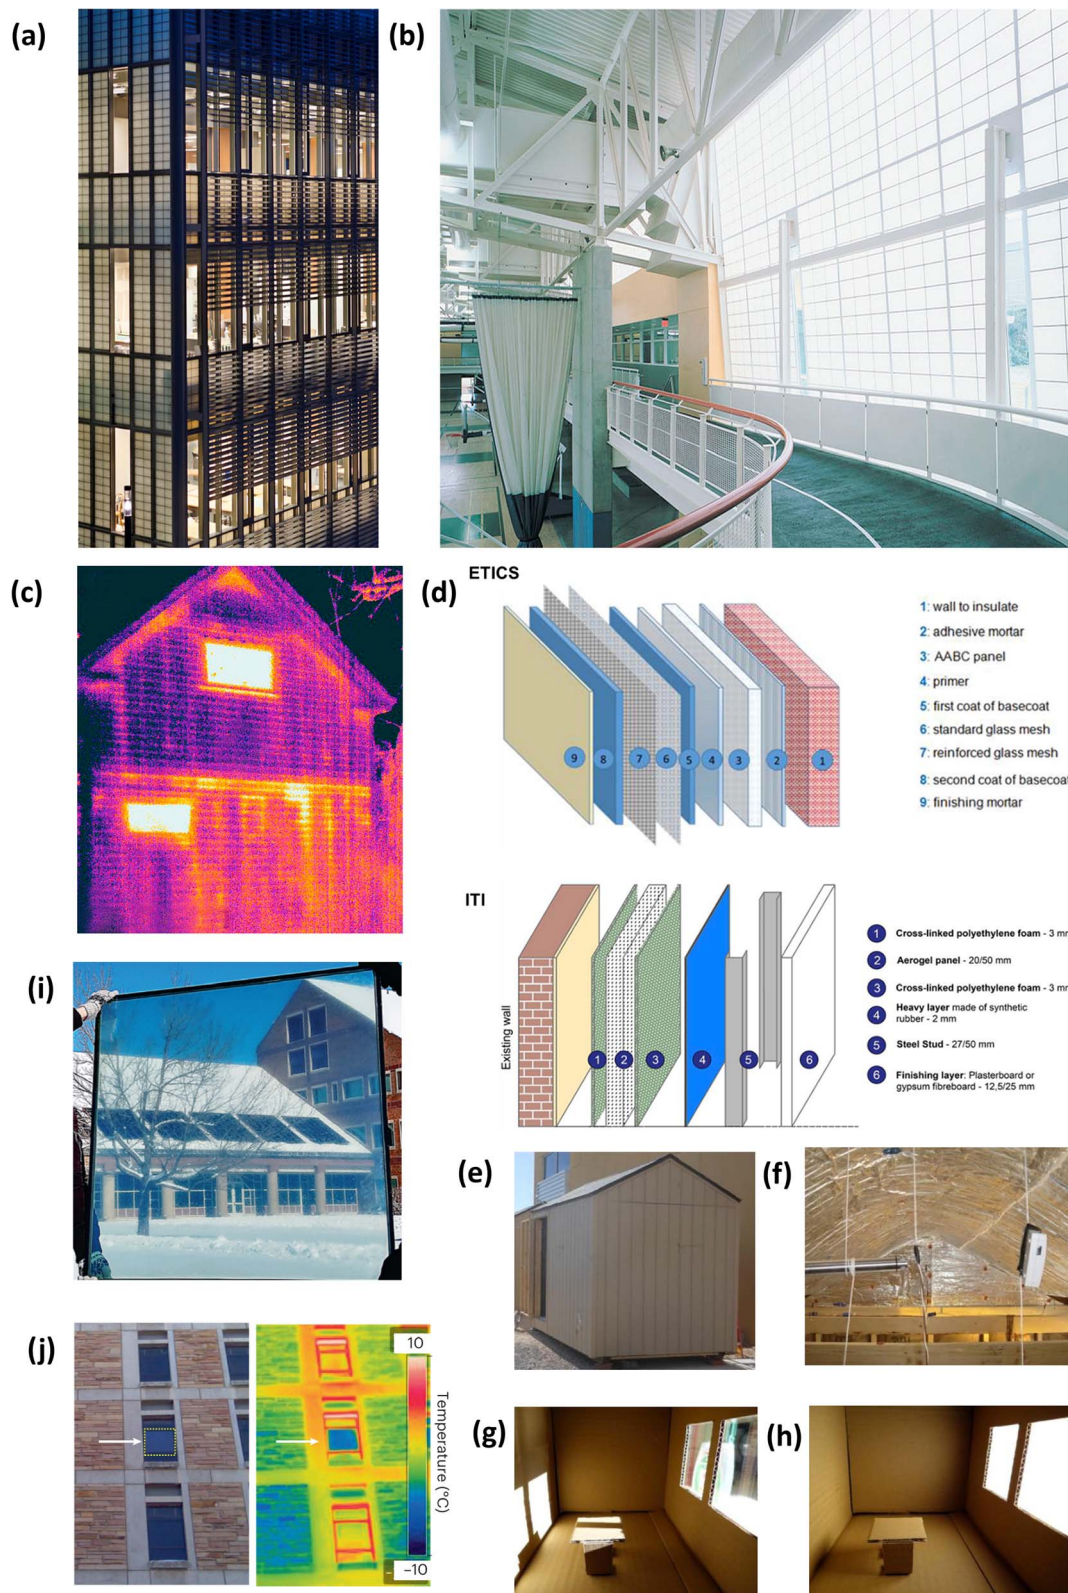 (a)
(b)
(c)
(d)
ETICS
1: wall to insulate
2: adhesive mortar
3: AABC panel
4: primer
5: first coat of basecoat
6: standard glass mesh
7: reinforced glass mesh
8: second coat of basecoat
9: finishing mortar
9 8 7 6 5 4 3 2 1
ITI
Existing wall
1 2 3 4 5 6
1 Cross-linked polyethylene foam - 3 m
2 Aerogel panel - 20/50 mm
3 Cross-linked polyethylene foam - 3 m
4 Heavy layer made of synthetic
rubber - 2 mm
5 Steel Stud - 27/50 mm
6 Finishing layer: Plasterboard or
gypsum fibreboard - 12,5/25 mm
(i)
(e)
(f)
(j)
10
Temperature (°C)
-10
(g)
(h)